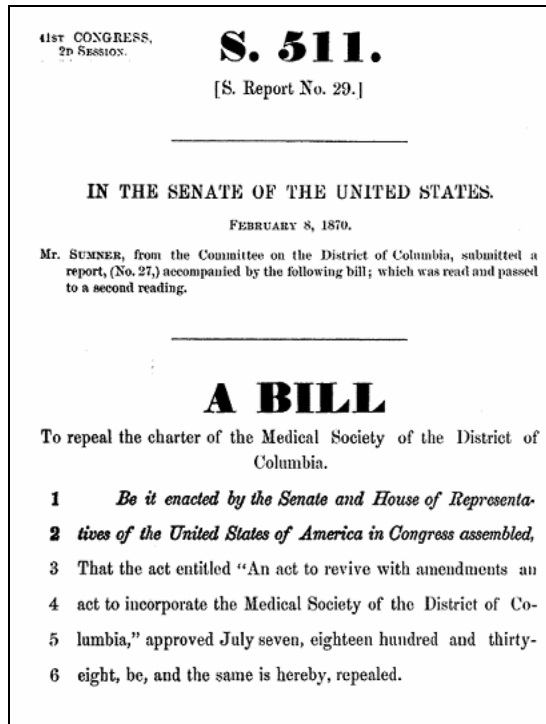 41ST CONGRESS,
2D SESSION.
S. 511.
[S. Report No. 29.]
IN THE SENATE OF THE UNITED STATES.
FEBRUARY 8, 1870.
Mr. SUMNER, from the Committee on the District of Columbia, submitted a
report, (No. 27,) accompanied by the following bill; which was read and passed
to a second reading.
A BILL
To repeal the charter of the Medical Society of the District of
Columbia.
1 Be it enacted by the Senate and House of Representa-
2 tives of the United States of America in Congress assembled,
3 That the act entitled "An act to revive with amendments an
4 act to incorporate the Medical Society of the District of Co-
5 lumbia," approved July seven, eighteen hundred and thirty-
6 eight, be, and the same is hereby, repealed.